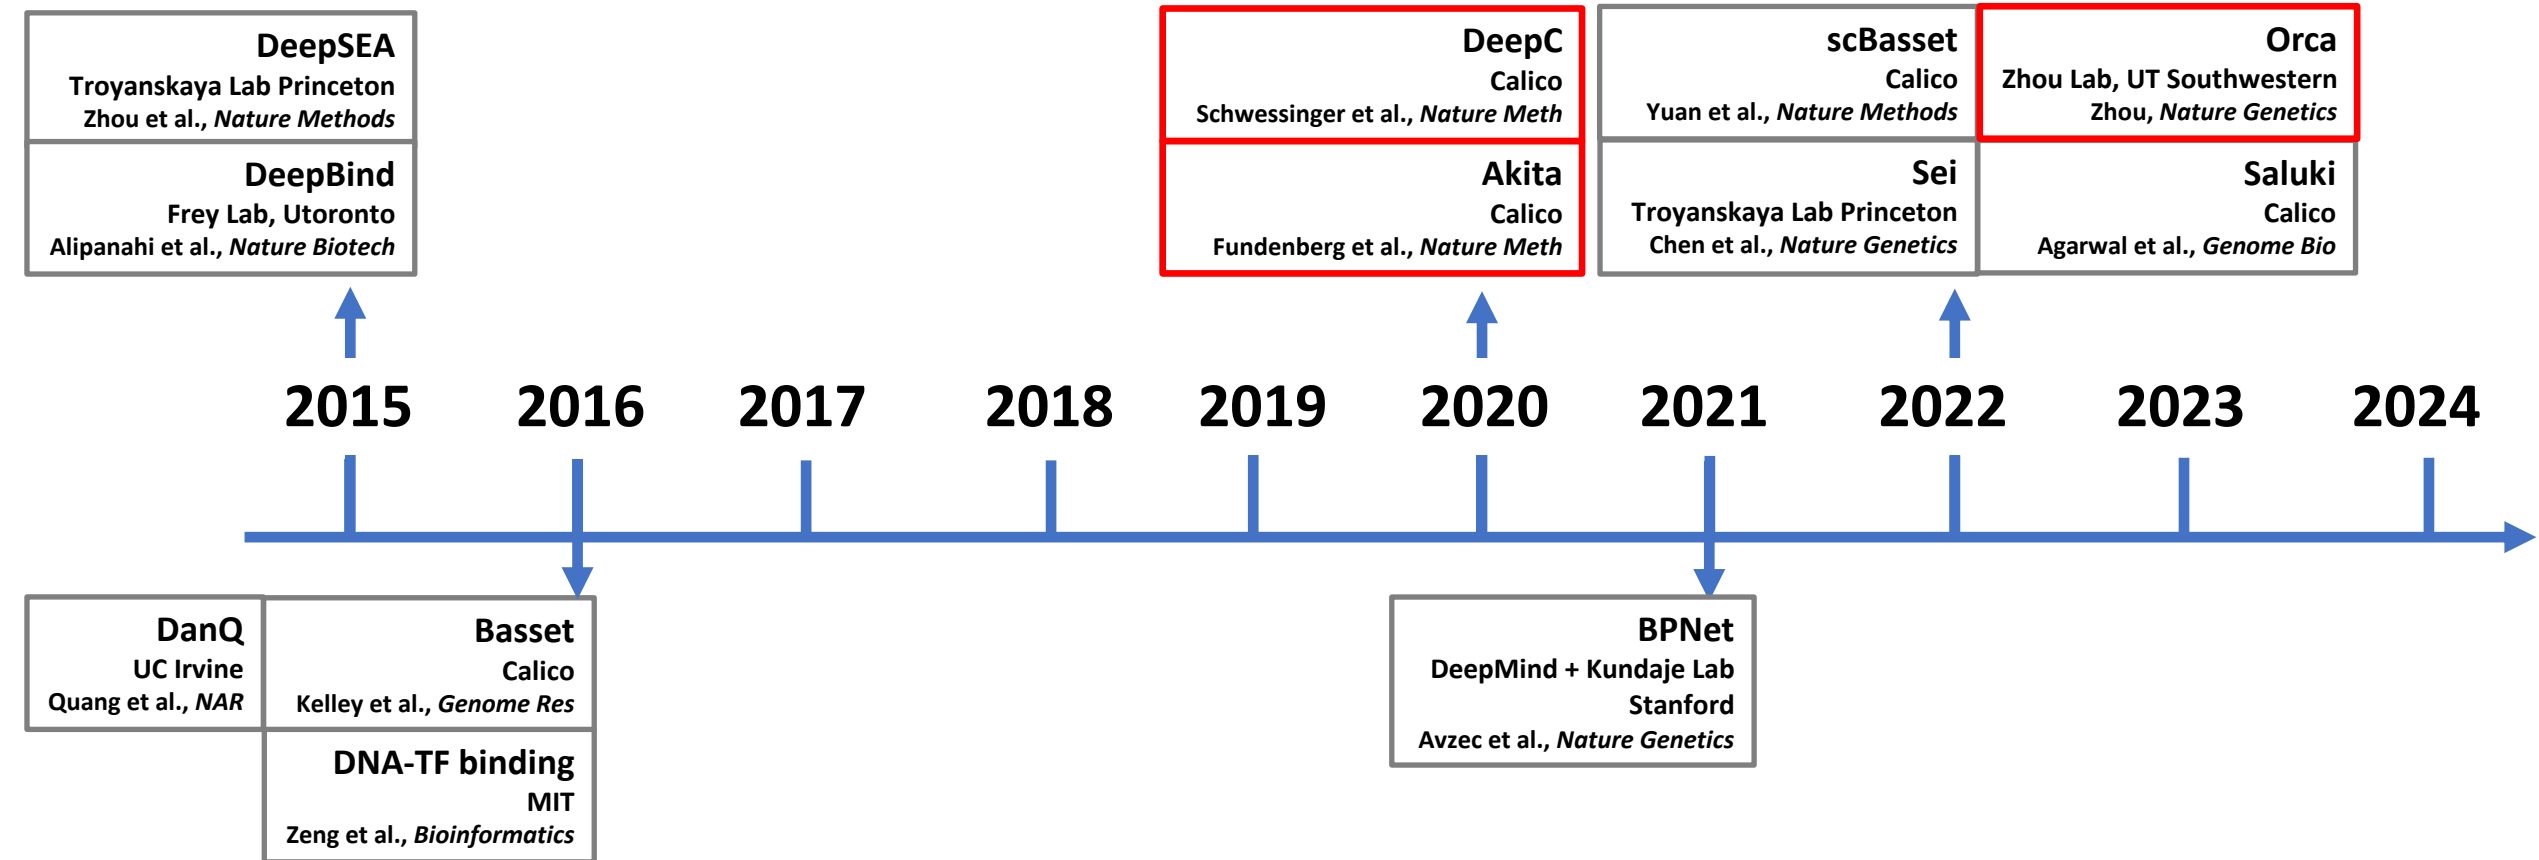 DeepSEA
Troyanskaya Lab Princeton
Zhou et al., Nature Methods
DeepBind
Frey Lab, Utoronto
Alipanahi et al., Nature Biotech
DeepC
Calico
Schwessinger et al., Nature Meth
Akita
Calico
Fundenberg et al., Nature Meth
scBasset
Calico
Yuan et al., Nature Methods
Orca
Zhou Lab, UT Southwestern
Zhou, Nature Genetics
Sei
Troyanskaya Lab Princeton
Chen et al., Nature Genetics
Saluki
Calico
Agarwal et al., Genome Bio
2015 2016 2017 2018 2019 2020 2021 2022 2023 2024
DanQ
UC Irvine
Quang et al., NAR
Basset
Calico
Kelley et al., Genome Res
DNA-TF binding
MIT
Zeng et al., Bioinformatics
BPNet
DeepMind + Kundaje Lab
Stanford
Avzec et al., Nature Genetics